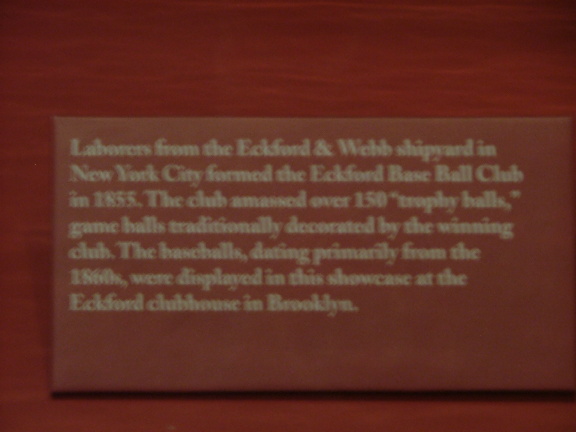 Laborers from the Eckford & Webb shipyard in
New York City formed the Eckford Base Ball Club
in 1855. The club amassed over 150 "trophy balls,"
game balls traditionally decorated by the winning
club. The baseballs, dating primarily from the
1860s, were displayed in this showcase at the
Eckford clubhouse in Brooklyn.